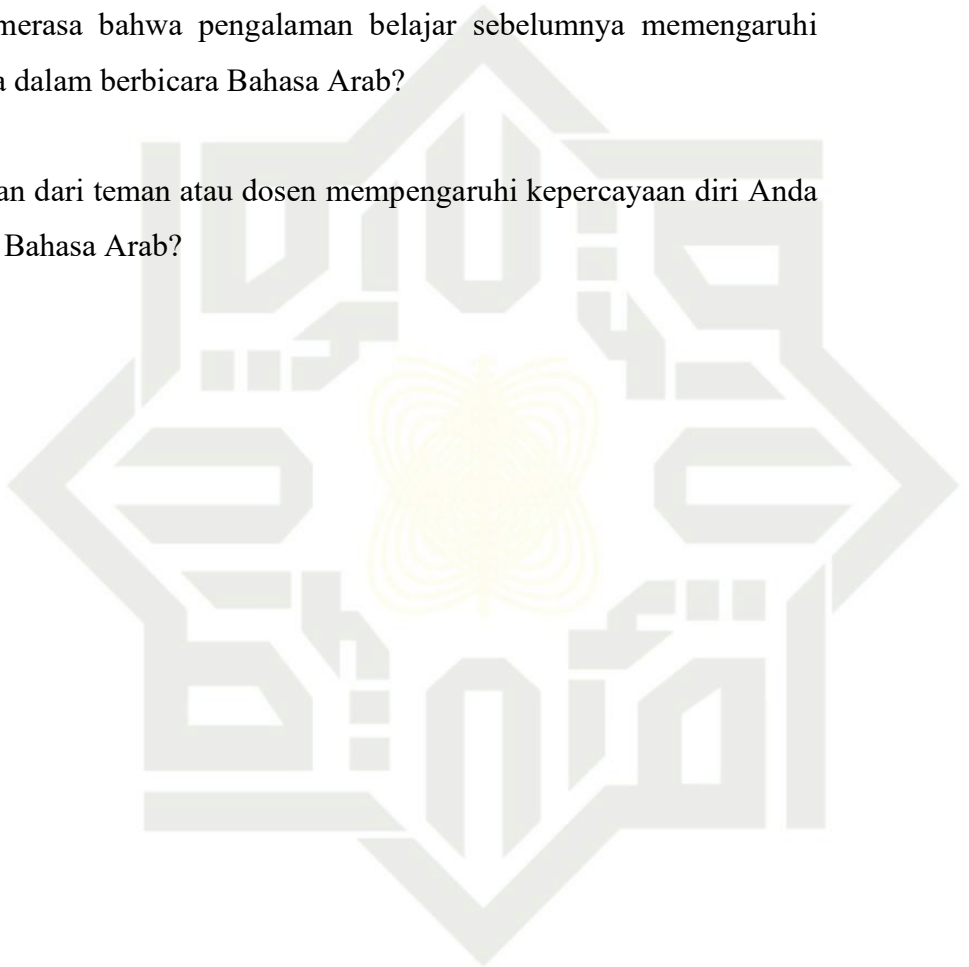 merasa bahwa pengalaman belajar sebelumnya memengaruhi
dalam berbicara Bahasa Arab?
dari teman atau dosen mempengaruhi kepercayaan diri Anda
Bahasa Arab?